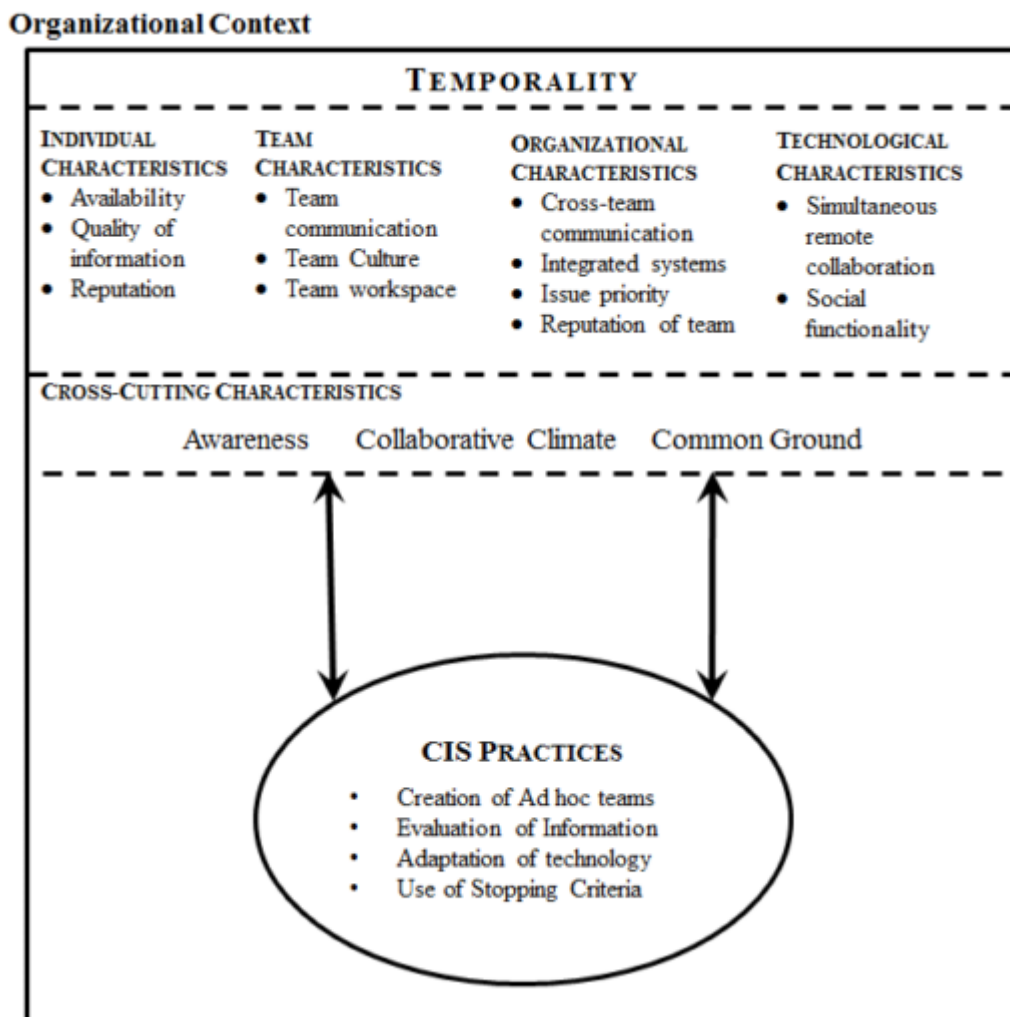 Organizational Context
TEMPORALITY
INDIVIDUAL
CHARACTERISTICS
• Availability
• Quality of
information
• Reputation
TEAM
CHARACTERISTICS
• Team
communication
• Team Culture
• Team workspace
ORGANIZATIONAL
CHARACTERISTICS
• Cross-team
communication
• Integrated systems
• Issue priority
• Reputation of team
TECHNOLOGICAL
CHARACTERISTICS
• Simultaneous
remote
collaboration
• Social
functionality
CROSS-CUTTING CHARACTERISTICS
Awareness Collaborative Climate Common Ground
CIS PRACTICES
• Creation of Ad hoc teams
• Evaluation of Information
• Adaptation of technology
• Use of Stopping Criteria